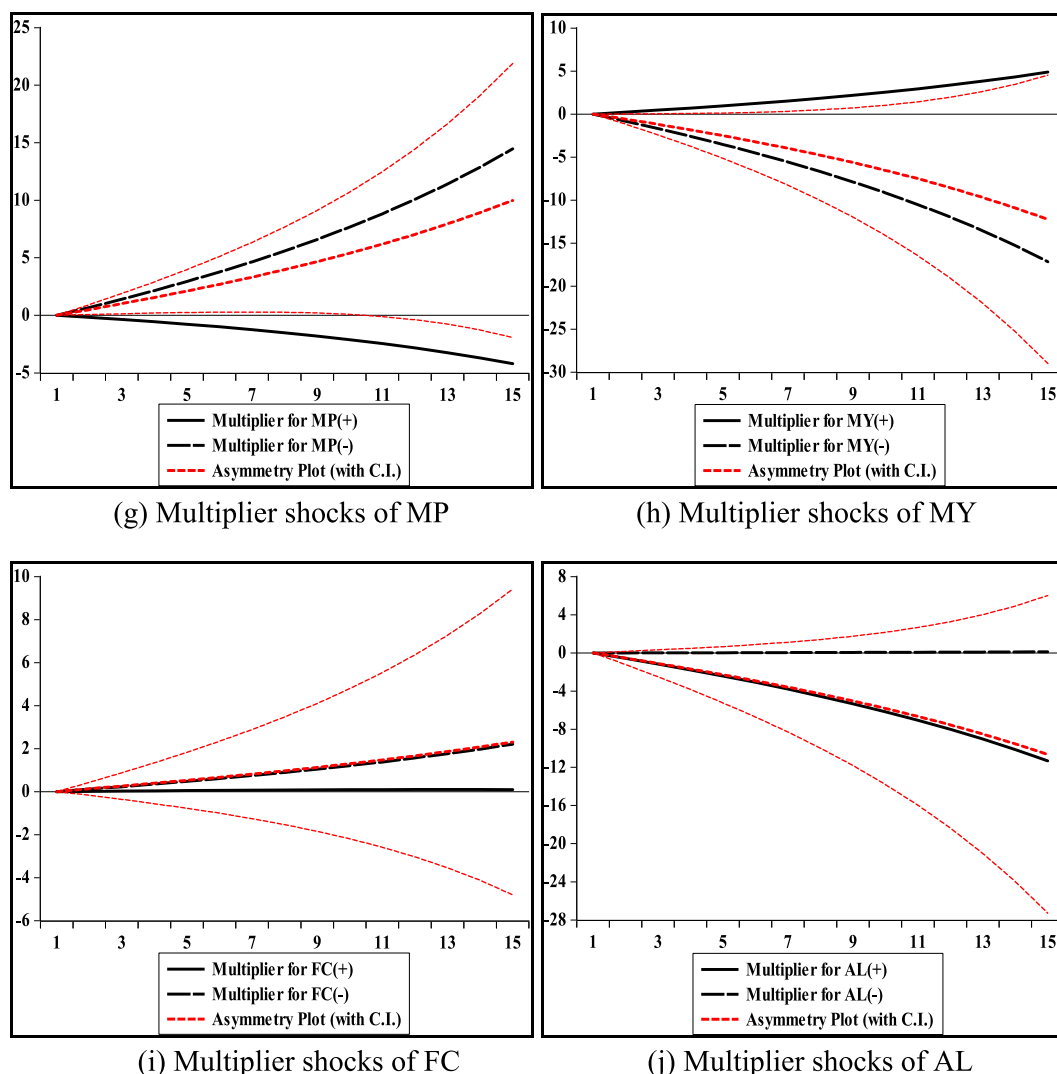 25
20
15
10
5
0
-5
1 3 5 7 9 11 13 15
Multiplier for MP(+)
Multiplier for MP(-)
Asymmetry Plot (with C.I.)
(g) Multiplier shocks of MP
10
5
0
-5
-10
-15
-20
-25
-30
1 3 5 7 9 11 13 15
Multiplier for MY(+)
Multiplier for MY(-)
Asymmetry Plot (with C.I.)
(h) Multiplier shocks of MY
10
8
6
4
2
0
-2
-4
-6
1 3 5 7 9 11 13 15
Multiplier for FC(+)
Multiplier for FC(-)
Asymmetry Plot (with C.I.)
(i) Multiplier shocks of FC
8
4
0
-4
-8
-12
-16
-20
-24
-28
1 3 5 7 9 11 13 15
Multiplier for AL(+)
Multiplier for AL(-)
Asymmetry Plot (with C.I.)
(j) Multiplier shocks of AL